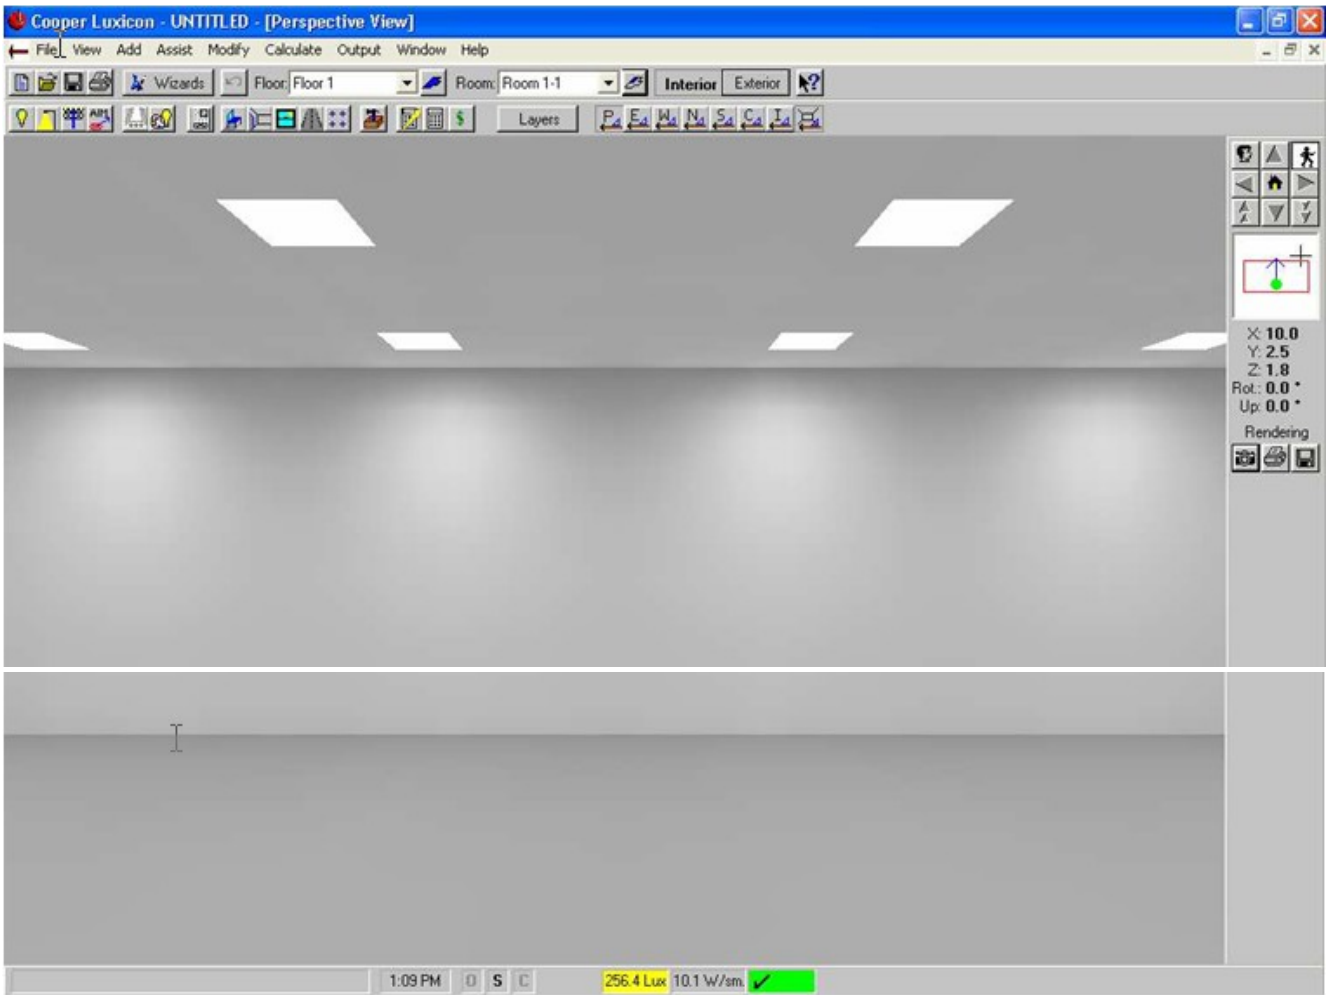 Cooper Luxicon - UNTITLED - [Perspective View]
File View Add Assist Modify Calculate Output Window Help
Wizards Floor: Floor 1 Room: Room 1-1 Interior Exterior
Layers P E W N S C I
X: 10.0
Y: 2.5
Z: 1.8
Rot.: 0.0 °
Up: 0.0 °
Rendering
1:09 PM O S C 256.4 Lux 10.1 W/sm.